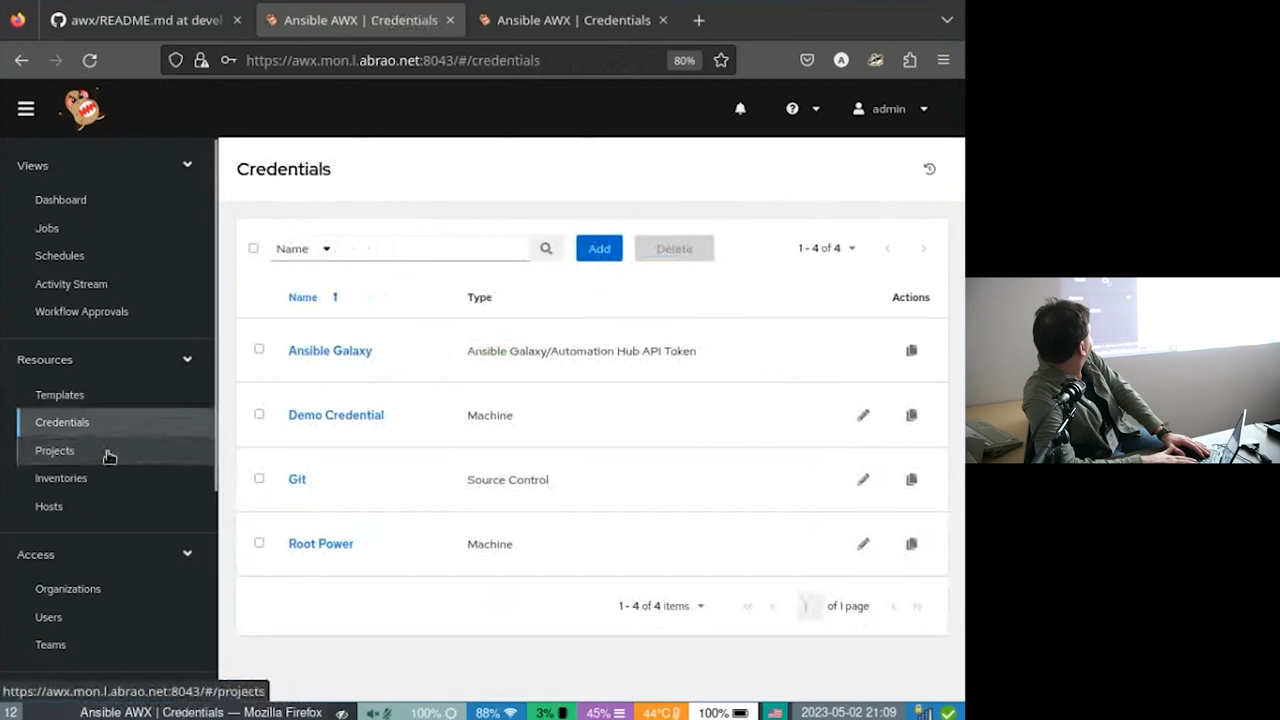 awx/README.md at devel
Ansible AWX | Credentials
Ansible AWX | Credentials
https://awx.mon.l.abrao.net:8043/#/credentials
80%
admin
Views
Dashboard
Jobs
Schedules
Activity Stream
Workflow Approvals
Resources
Templates
Credentials
Projects
Inventories
Hosts
Access
Organizations
Users
Teams
Credentials
Name
Add
Delete
1 - 4 of 4
Name
Type
Actions
Ansible Galaxy
Ansible Galaxy/Automation Hub API Token
Demo Credential
Machine
Git
Source Control
Root Power
Machine
1 - 4 of 4 items
1
of 1 page
https://awx.mon.l.abrao.net:8043/#/projects
12
Ansible AWX | Credentials — Mozilla Firefox
100%
88%
3%
45%
44°C
100%
2023-05-02 21:09